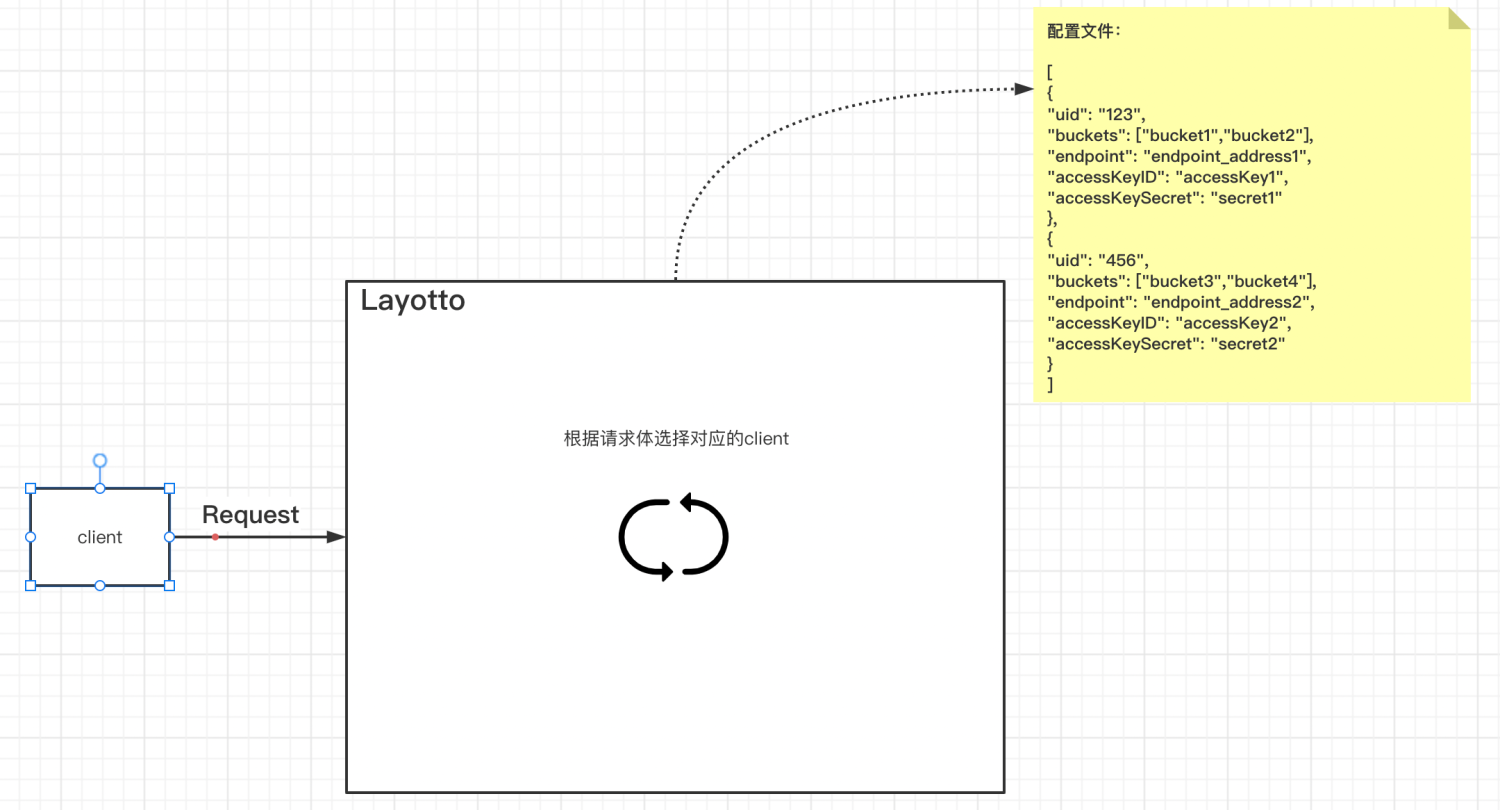 配置文件：
[
{
"uid": "123",
"buckets": ["bucket1","bucket2"],
"endpoint": "endpoint_address1",
"accessKeyID": "accessKey1",
"accessKeySecret": "secret1"
},
{
"uid": "456",
"buckets": ["bucket3","bucket4"],
"endpoint": "endpoint_address2",
"accessKeyID": "accessKey2",
"accessKeySecret": "secret2"
}
]
Layotto
根据请求体选择对应的client
client
Request